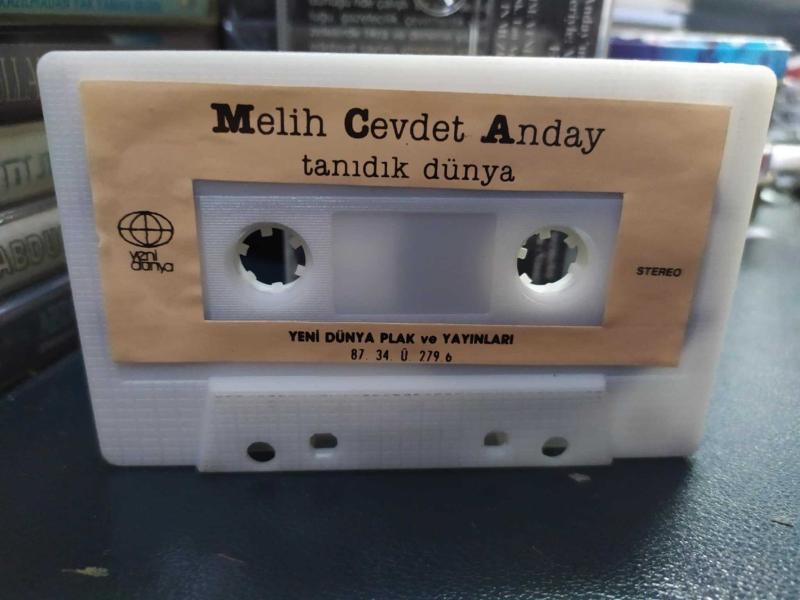 Melih Cevdet Anday
tanıdık dünya
yeni
dünya
STEREO
YENİ DÜNYA PLAK ve YAYINLARI
87. 34. Ü. 279 6